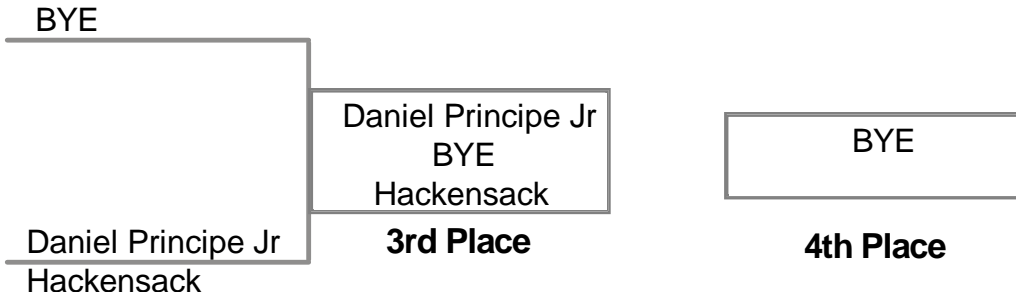 BYE
Daniel Principe Jr
Hackensack
Daniel Principe Jr
BYE
Hackensack
3rd Place
BYE
4th Place